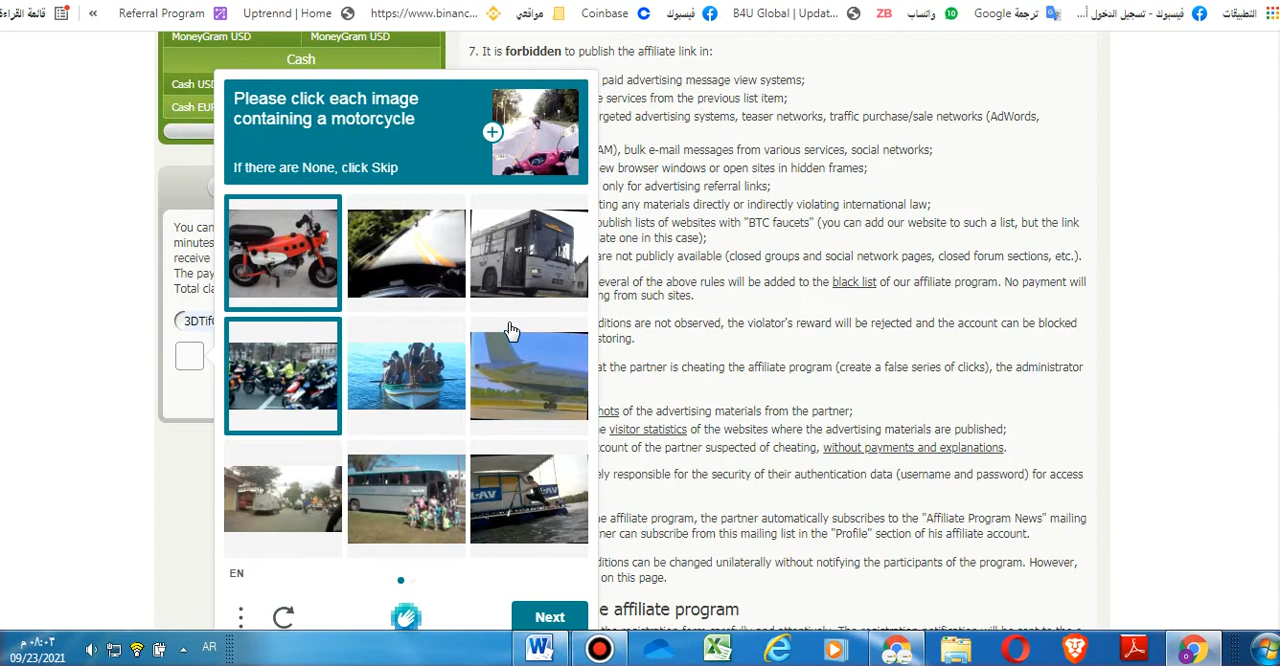 Referral Program
Uptrennd | Home
https://www.binanc...
مواقعي
Coinbase
فيسبوك
B4U Global | Updat...
ZB
واتساب
ترجمة Google
فيسبوك - تسجيل الدخول أ...
التطبيقات
قائمة القراءة
MoneyGram USD
MoneyGram USD
Cash
Cash USD
Cash EUR
7. It is forbidden to publish the affiliate link in:
paid advertising message view systems;
services from the previous list item;
targeted advertising systems, teaser networks, traffic purchase/sale networks (AdWords,
AM), bulk e-mail messages from various services, social networks;
new browser windows or open sites in hidden frames;
only for advertising referral links;
ting any materials directly or indirectly violating international law;
publish lists of websites with "BTC faucets" (you can add our website to such a list, but the link
ate one in this case);
are not publicly available (closed groups and social network pages, closed forum sections, etc.).
everal of the above rules will be added to the black list of our affiliate program. No payment will
ng from such sites.
ditions are not observed, the violator's reward will be rejected and the account can be blocked
storing.
at the partner is cheating the affiliate program (create a false series of clicks), the administrator
hots of the advertising materials from the partner;
e visitor statistics of the websites where the advertising materials are published;
count of the partner suspected of cheating, without payments and explanations.
ely responsible for the security of their authentication data (username and password) for access
he affiliate program, the partner automatically subscribes to the "Affiliate Program News" mailing
tner can subscribe from this mailing list in the "Profile" section of his affiliate account.
ditions can be changed unilaterally without notifying the participants of the program. However,
on this page.
e affiliate program
Please click each image
containing a motorcycle
If there are None, click Skip
You can
minutes
receive
The pay
Total cla
3DTif
L-AV
LAV
EN
Next
AR
٠٨:٠٣ م
09/23/2021